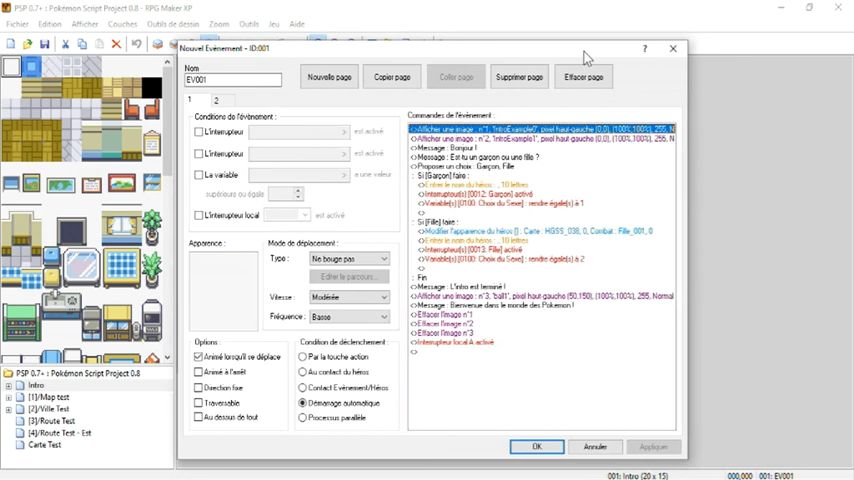 PSP 0.7+ : Pokémon Script Project 0.8 - RPG Maker XP
Fichier Edition Afficher Couches Outils de dessin Zoom Outils Jeu Aide
Nouvel Evénement - ID:001
Nom
EV001
Nouvelle page
Copier page
Coller page
Supprimer page
Effacer page
1 2
Conditions de l'évènement :
L'interrupteur
est activé
L'interrupteur
est activé
La variable
a une valeur
supérieure ou égale
L'interrupteur local
est activé
Apparence :
Mode de déplacement :
Type :
Ne bouge pas
Editer le parcours...
Vitesse :
Modérée
Fréquence :
Basse
Options :
Animé lorsqu'il se déplace
Animé à l'arrêt
Direction fixe
Traversable
Au dessus de tout
Condition de déclenchement :
Par la touche action
Au contact du héros
Contact Evénement/Héros
Démarrage automatique
Processus parallèle
Commandes de l'évènement :
<>Afficher une image : n°1, 'IntroExample0', pixel haut-gauche (0,0), (100%,100%), 255, N
<>Afficher une image : n°2, 'IntroExample1', pixel haut-gauche (0,0), (100%,100%), 255, N
<>Message : Bonjour !
<>Message : Est-tu un garçon ou une fille ?
<>Proposer un choix : Garçon, Fille
: Si [Garçon] faire :
<>Entrer le nom du héros : , 10 lettres
<>Interrupteur[0012: Garçon] activé
<>Variable[s] [0100: Choix du Sexe] : rendre égale(s) à 1
<>
: Si [Fille] faire :
<>Modifier l'apparence du héros [] : Carte : HGSS_038, 0, Combat : Fille_001, 0
<>Entrer le nom du héros : , 10 lettres
<>Interrupteur[0013: Fille] activé
<>Variable[s] [0100: Choix du Sexe] : rendre égale(s) à 2
<>
: Fin
<>Message : L'intro est terminé !
<>Afficher une image : n°3, 'ball1', pixel haut-gauche (50,150), (100%,100%), 255, Normal
<>Message : Bienvenue dans le monde des Pokemon !
<>Effacer l'image n°1
<>Effacer l'image n°2
<>Effacer l'image n°3
<>Interrupteur local A activé
<>
OK
Annuler
Appliquer
PSP 0.7+ : Pokémon Script Project 0.8
Intro
[1]/Map test
[2]/Ville Test
[3]/Route Test
[4]/Route Test - Est
Carte Test
001: Intro (20 x 15)
000,000
001: EV001